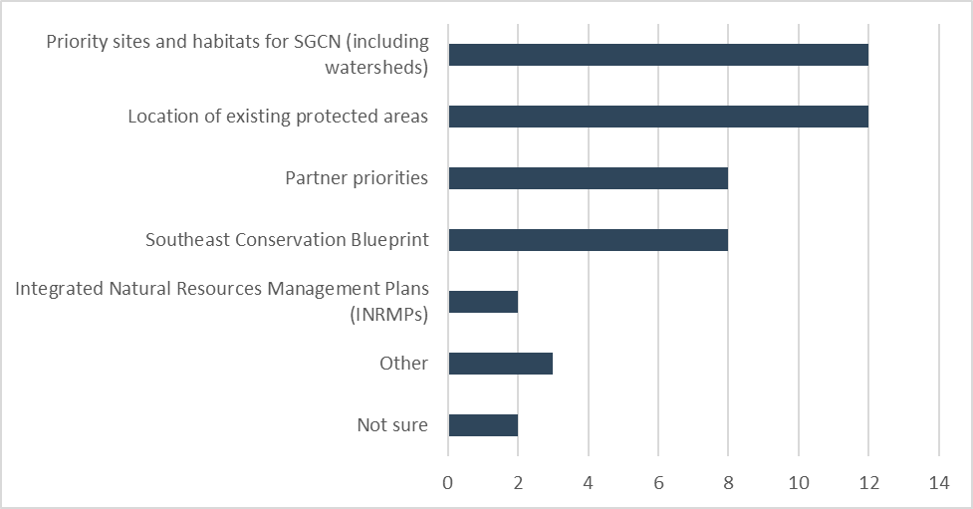 Priority sites and habitats for SGCN (including
watersheds)
Location of existing protected areas
Partner priorities
Southeast Conservation Blueprint
Integrated Natural Resources Management Plans
(INRMPs)
Other
Not sure
0 2 4 6 8 10 12 14